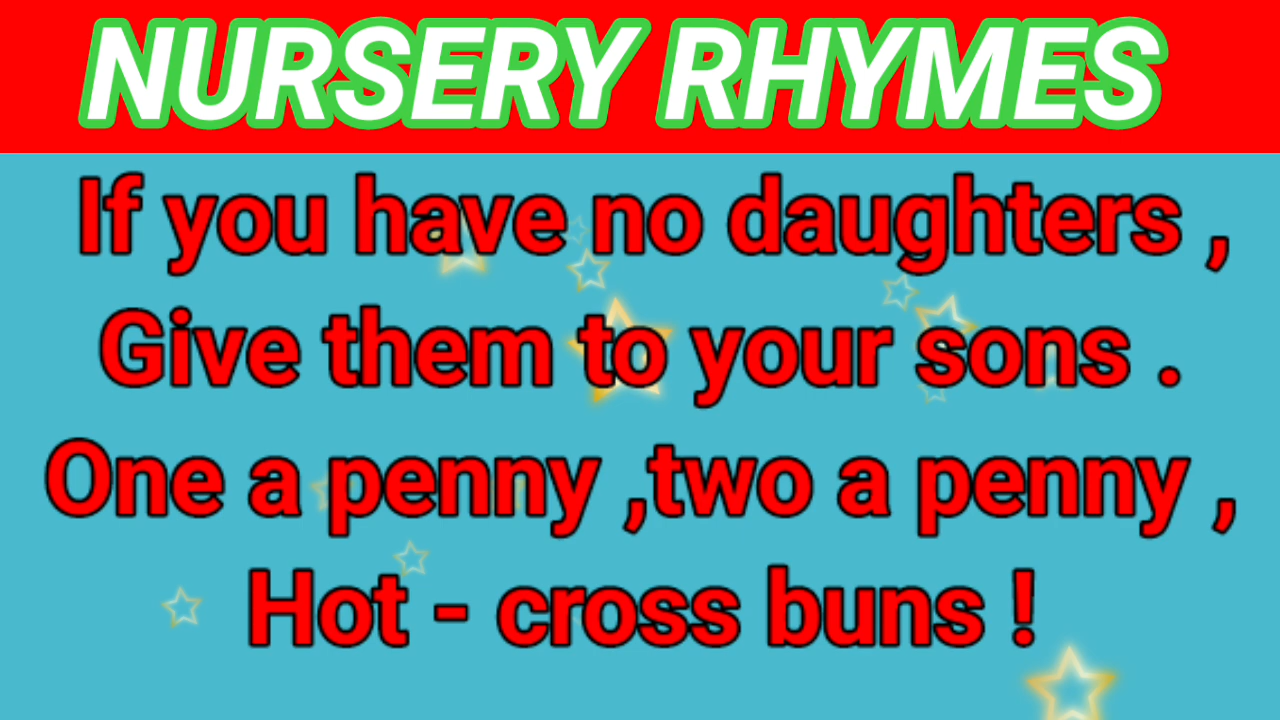 NURSERY RHYMES
If you have no daughters ,
Give them to your sons .
One a penny ,two a penny ,
Hot - cross buns !